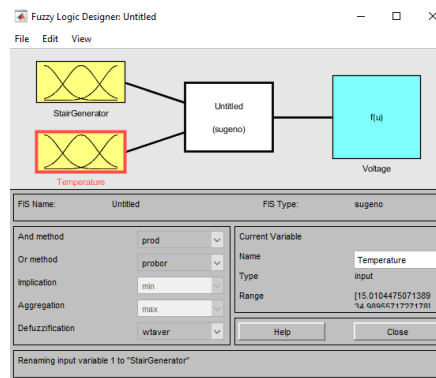 Fuzzy Logic Designer: Untitled
File Edit View
StairGenerator
Untitled
(sugeno)
f(u)
Voltage
Temperature
FIS Name: Untitled FIS Type: sugeno
And method prod
Or method probor
Implication min
Aggregation max
Defuzzification wtaver
Current Variable
Name Temperature
Type input
Range [15.0104475071389
34.9895571727178]
Help Close
Renaming input variable 1 to "StairGenerator"